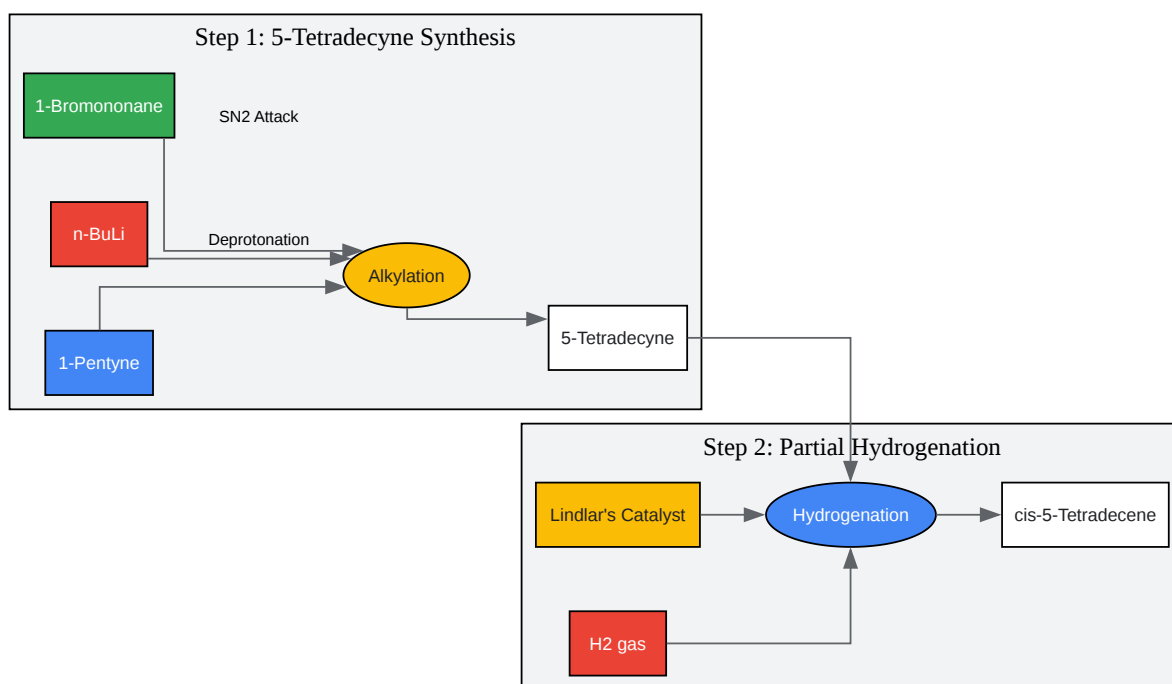 Step 1: 5-Tetradecyne Synthesis
1-Bromononane
SN2 Attack
n-BuLi
Deprotonation
Alkylation
1-Pentyne
5-Tetradecyne
Step 2: Partial Hydrogenation
Lindlar's Catalyst
Hydrogenation
cis-5-Tetradecene
H2 gas